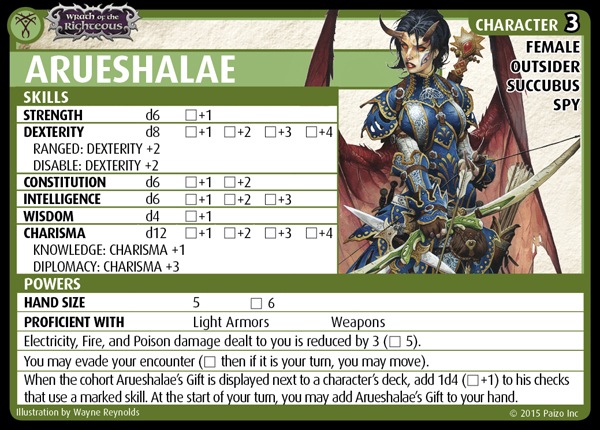 WRATH of the
RIGHTEOUS
CHARACTER 3
ARUESHALAE
FEMALE
OUTSIDER
SUCCUBUS
SPY
SKILLS
STRENGTH d6 □+1
DEXTERITY d8 □+1 □+2 □+3 □+4
RANGED: DEXTERITY +2
DISABLE: DEXTERITY +2
CONSTITUTION d6 □+1 □+2
INTELLIGENCE d6 □+1 □+2 □+3
WISDOM d4 □+1
CHARISMA d12 □+1 □+2 □+3 □+4
KNOWLEDGE: CHARISMA +1
DIPLOMACY: CHARISMA +3
POWERS
HAND SIZE 5 □ 6
PROFICIENT WITH Light Armors Weapons
Electricity, Fire, and Poison damage dealt to you is reduced by 3 (□ 5).
You may evade your encounter (□ then if it is your turn, you may move).
When the cohort Arueshalae's Gift is displayed next to a character's deck, add 1d4 (□+1) to his checks
that use a marked skill. At the start of your turn, you may add Arueshalae's Gift to your hand.
Illustration by Wayne Reynolds
© 2015 Paizo Inc